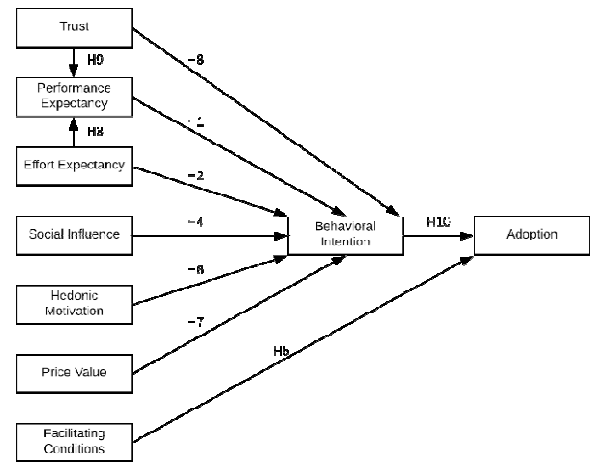 Trust
H9
-8
Performance
Expectancy
Effort Expectancy
-2
Social Influence
-4
Behavioral
Intention
H10
Adoption
Hedonic
Motivation
-6
-7
Price Value
Facilitating
Conditions